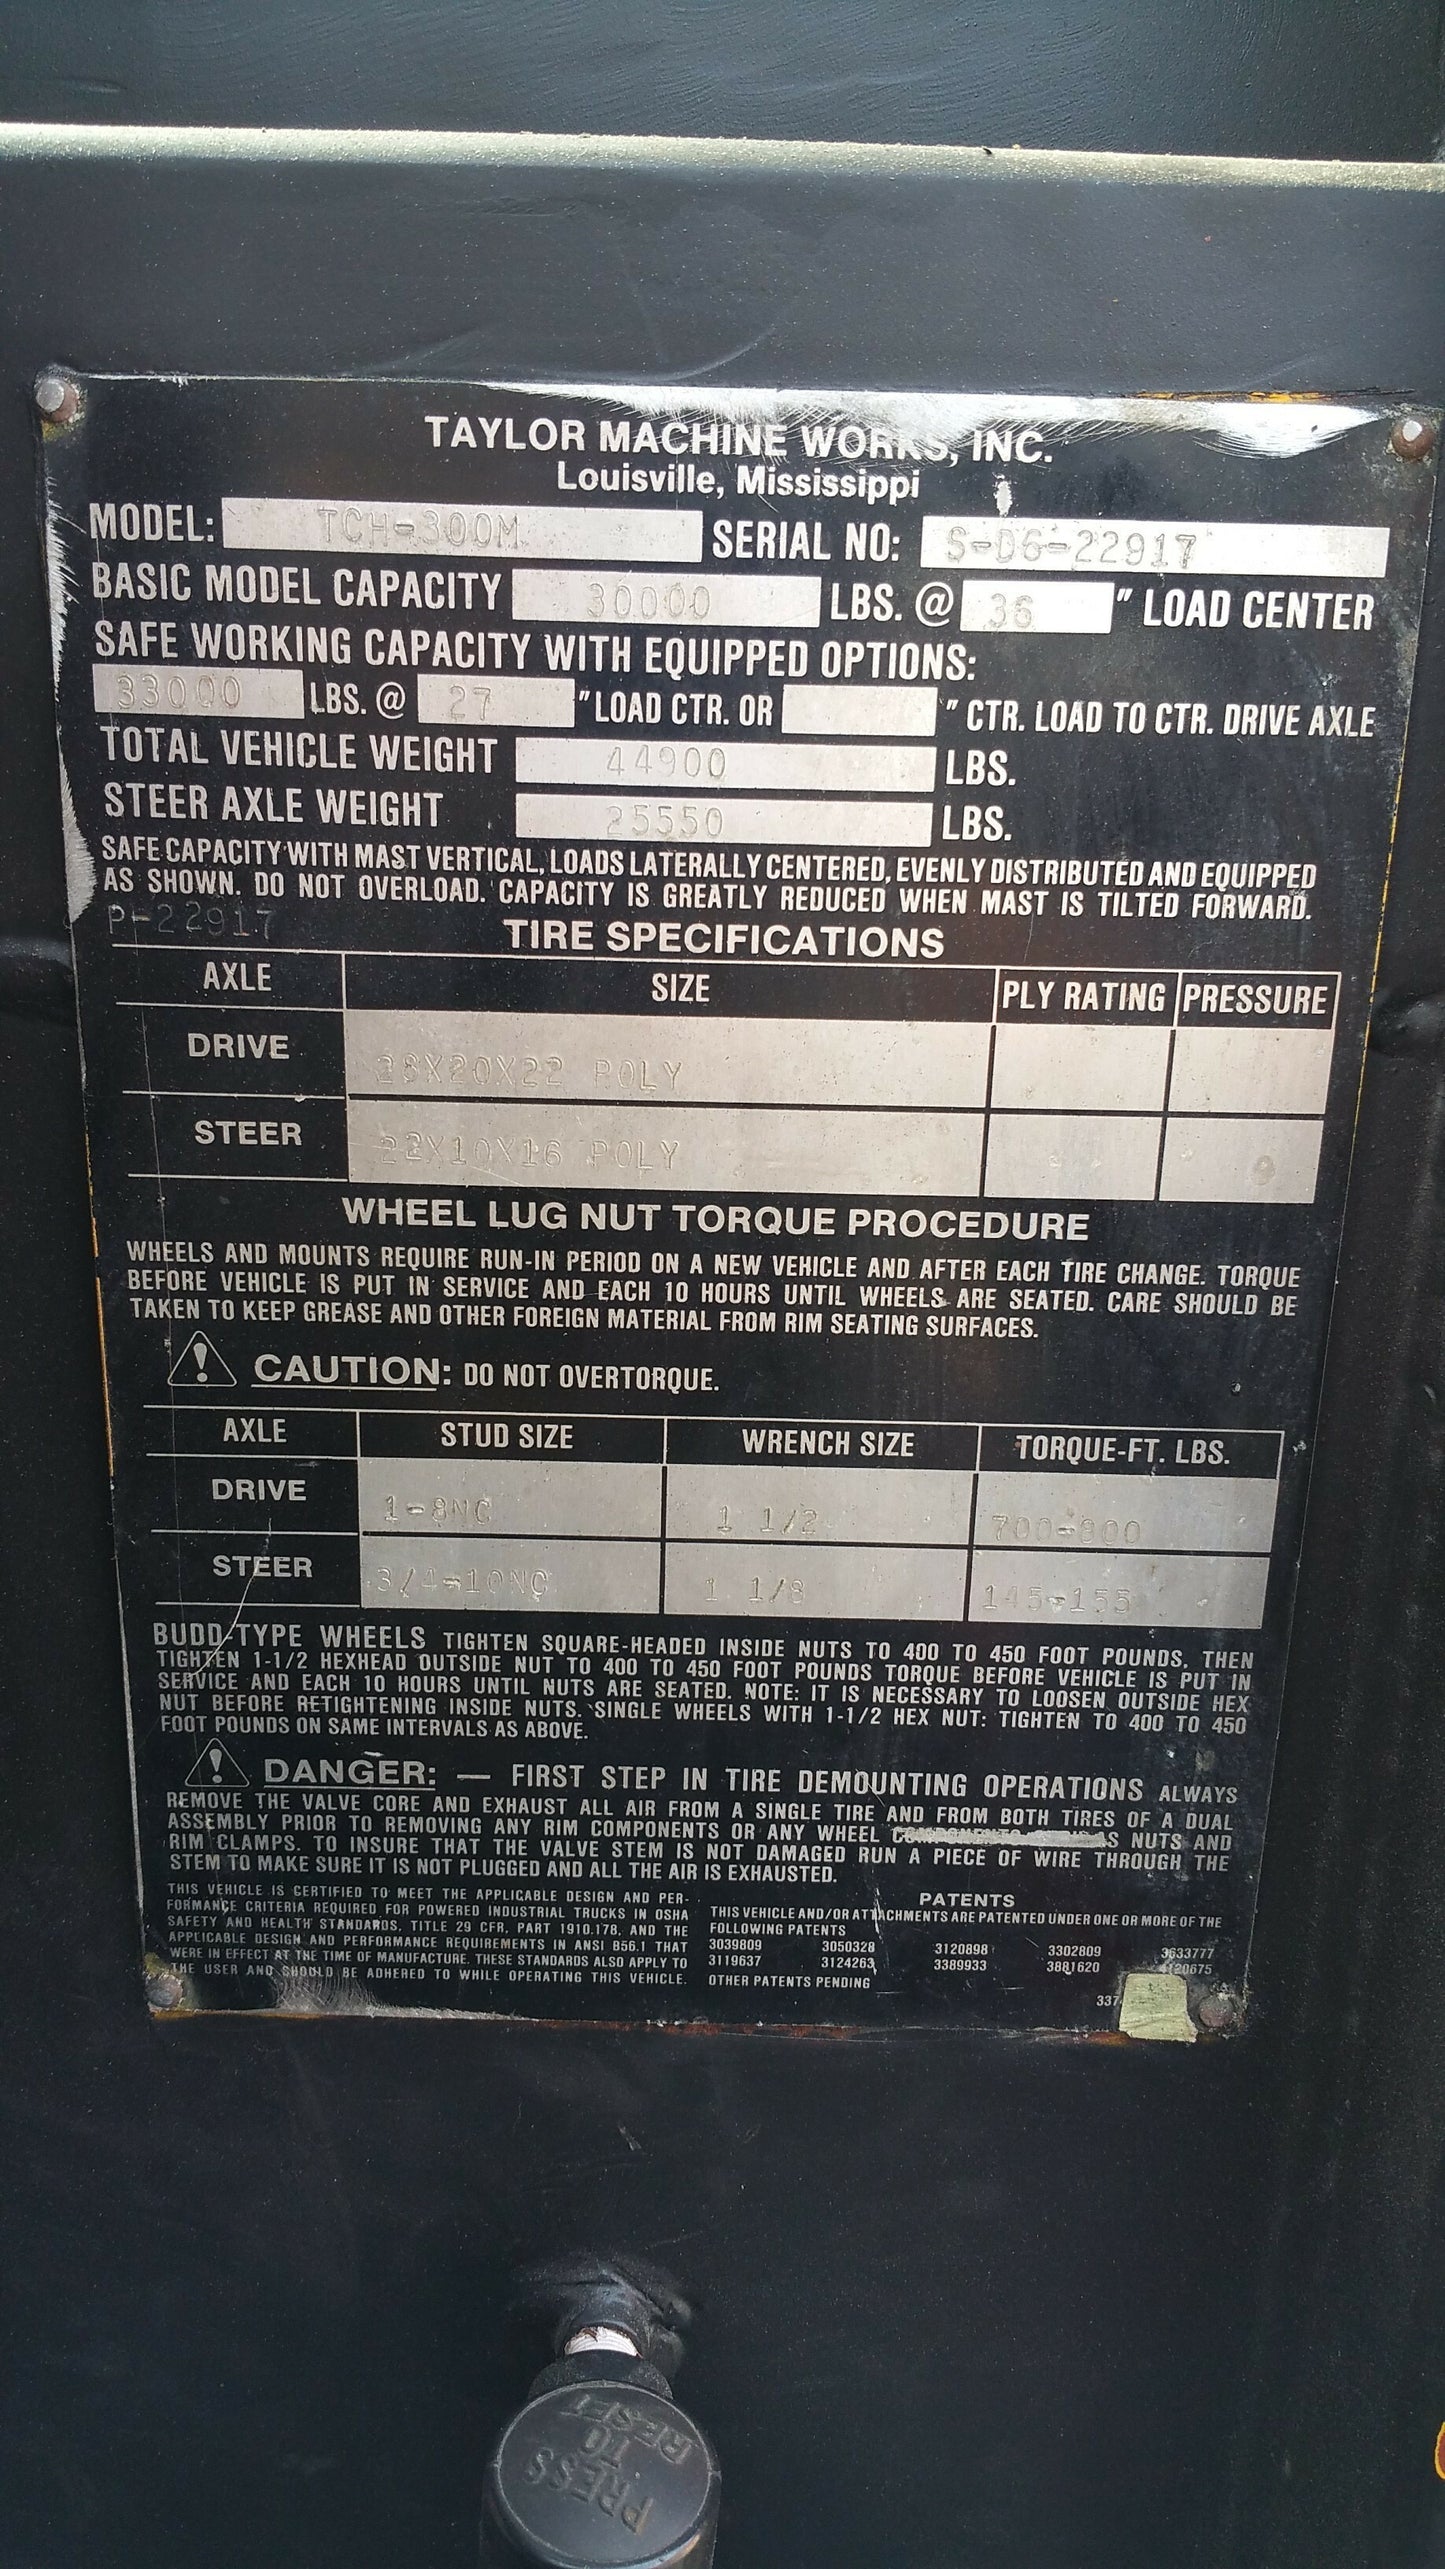 TAYLOR MACHINE WORKS, INC.
Louisville, Mississippi
MODEL: TCH-300M SERIAL NO: S-D6-22917
BASIC MODEL CAPACITY 30000 LBS. @ 36 " LOAD CENTER
SAFE WORKING CAPACITY WITH EQUIPPED OPTIONS:
33000 LBS. @ 27 " LOAD CTR. OR " CTR. LOAD TO CTR. DRIVE AXLE
TOTAL VEHICLE WEIGHT 44900 LBS.
STEER AXLE WEIGHT 25550 LBS.
SAFE CAPACITY WITH MAST VERTICAL, LOADS LATERALLY CENTERED, EVENLY DISTRIBUTED AND EQUIPPED
AS SHOWN. DO NOT OVERLOAD. CAPACITY IS GREATLY REDUCED WHEN MAST IS TILTED FORWARD.
P-22917
TIRE SPECIFICATIONS
AXLE SIZE PLY RATING PRESSURE
DRIVE 28X20X22 POLY
STEER 22X10X16 POLY
WHEEL LUG NUT TORQUE PROCEDURE
WHEELS AND MOUNTS REQUIRE RUN-IN PERIOD ON A NEW VEHICLE AND AFTER EACH TIRE CHANGE. TORQUE
BEFORE VEHICLE IS PUT IN SERVICE AND EACH 10 HOURS UNTIL WHEELS ARE SEATED. CARE SHOULD BE
TAKEN TO KEEP GREASE AND OTHER FOREIGN MATERIAL FROM RIM SEATING SURFACES.
! CAUTION: DO NOT OVERTORQUE.
AXLE STUD SIZE WRENCH SIZE TORQUE-FT. LBS.
DRIVE 1-8NC 1 1/2 700-800
STEER 3/4-10NC 1 1/8 145-155
BUDD-TYPE WHEELS TIGHTEN SQUARE-HEADED INSIDE NUTS TO 400 TO 450 FOOT POUNDS, THEN
TIGHTEN 1-1/2 HEXHEAD OUTSIDE NUT TO 400 TO 450 FOOT POUNDS TORQUE BEFORE VEHICLE IS PUT IN
SERVICE AND EACH 10 HOURS UNTIL NUTS ARE SEATED. NOTE: IT IS NECESSARY TO LOOSEN OUTSIDE HEX
NUT BEFORE RETIGHTENING INSIDE NUTS. SINGLE WHEELS WITH 1-1/2 HEX NUT: TIGHTEN TO 400 TO 450
FOOT POUNDS ON SAME INTERVALS AS ABOVE.
! DANGER: — FIRST STEP IN TIRE DEMOUNTING OPERATIONS ALWAYS
REMOVE THE VALVE CORE AND EXHAUST ALL AIR FROM A SINGLE TIRE AND FROM BOTH TIRES OF A DUAL
ASSEMBLY PRIOR TO REMOVING ANY RIM COMPONENTS OR ANY WHEEL COMPONENTS AS NUTS AND
RIM CLAMPS. TO INSURE THAT THE VALVE STEM IS NOT DAMAGED RUN A PIECE OF WIRE THROUGH THE
STEM TO MAKE SURE IT IS NOT PLUGGED AND ALL THE AIR IS EXHAUSTED.
THIS VEHICLE IS CERTIFIED TO MEET THE APPLICABLE DESIGN AND PER-
FORMANCE CRITERIA REQUIRED FOR POWERED INDUSTRIAL TRUCKS IN OSHA
SAFETY AND HEALTH STANDARDS, TITLE 29 CFR, PART 1910.178, AND THE
APPLICABLE DESIGN AND PERFORMANCE REQUIREMENTS IN ANSI B56.1 THAT
WERE IN EFFECT AT THE TIME OF MANUFACTURE. THESE STANDARDS ALSO APPLY TO
THE USER AND SHOULD BE ADHERED TO WHILE OPERATING THIS VEHICLE.
PATENTS
THIS VEHICLE AND/OR ATTACHMENTS ARE PATENTED UNDER ONE OR MORE OF THE
FOLLOWING PATENTS
3039809 3050328 3120898 3302809 3633777
3119637 3124263 3389933 3881620 4120675
OTHER PATENTS PENDING
PRESS
TO
RESET